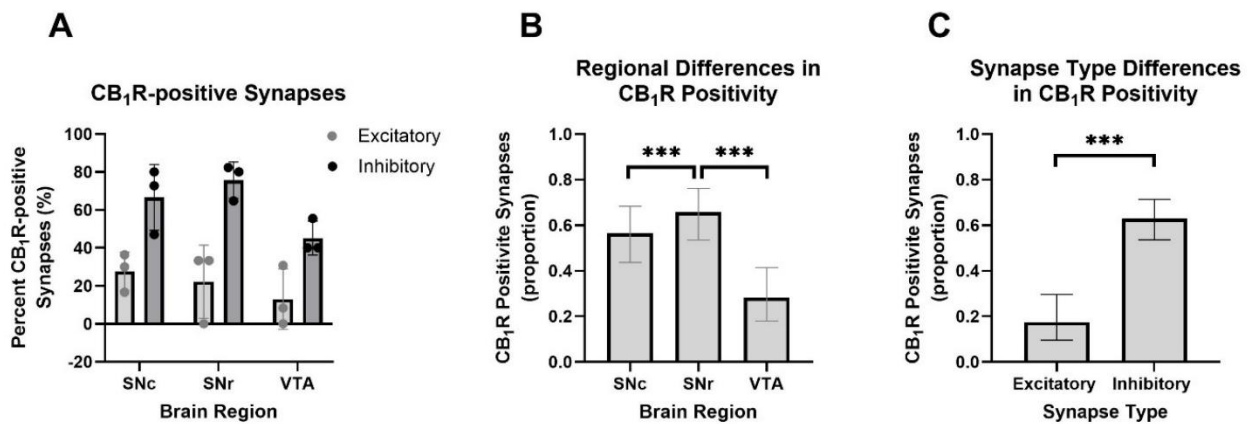 A
CB₁R-positive Synapses
Percent CB₁R-positive
Synapses (%)
100
80
60
40
20
0
-20
Excitatory
Inhibitory
SNc SNr VTA
Brain Region
B
Regional Differences in
CB₁R Positivity
CB₁R Positivite Synapses
(proportion)
1.0
0.8
0.6
0.4
0.2
0.0
*** ***
SNc SNr VTA
Brain Region
C
Synapse Type Differences
in CB₁R Positivity
CB₁R Positivite Synapses
(proportion)
1.0
0.8
0.6
0.4
0.2
0.0
***
Excitatory Inhibitory
Synapse Type